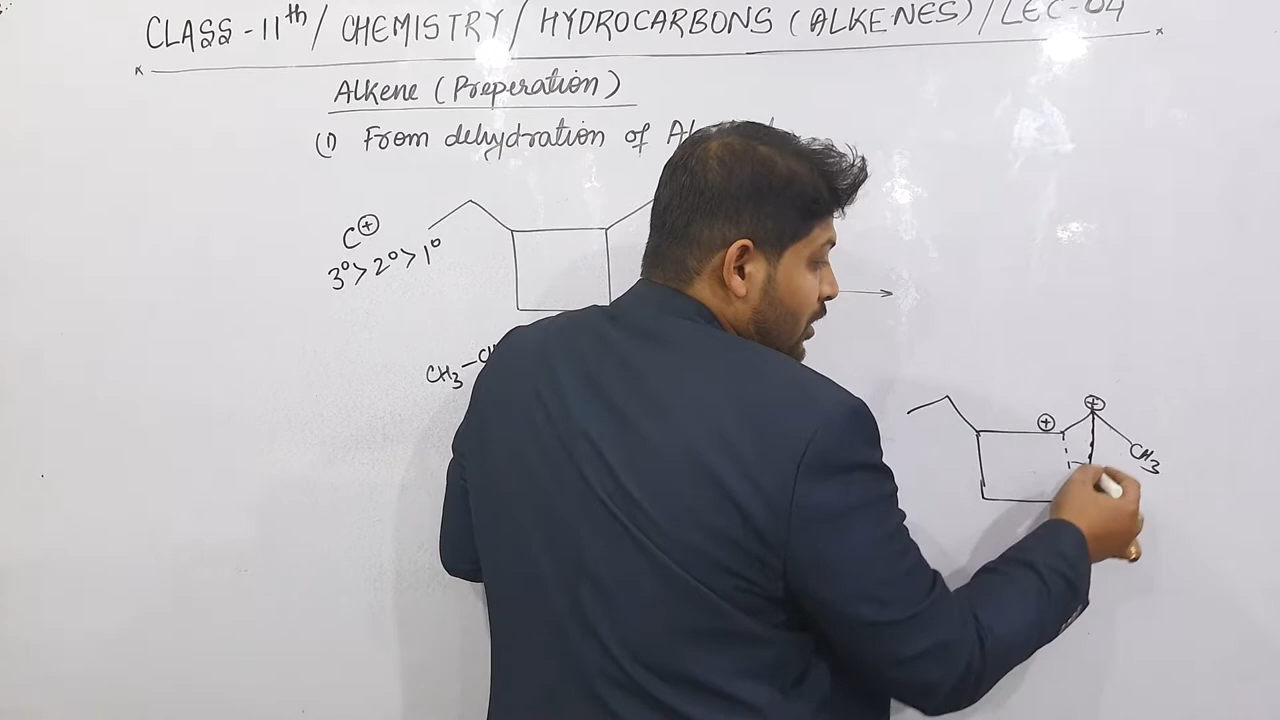 CLASS - 11th / CHEMISTRY / HYDROCARBONS (ALKENES) / LEC-04
Alkene (Preperation)
(1) From dehydration of
C⊕
3°>2°>1°
CH3-
⊕
⊕
CH3